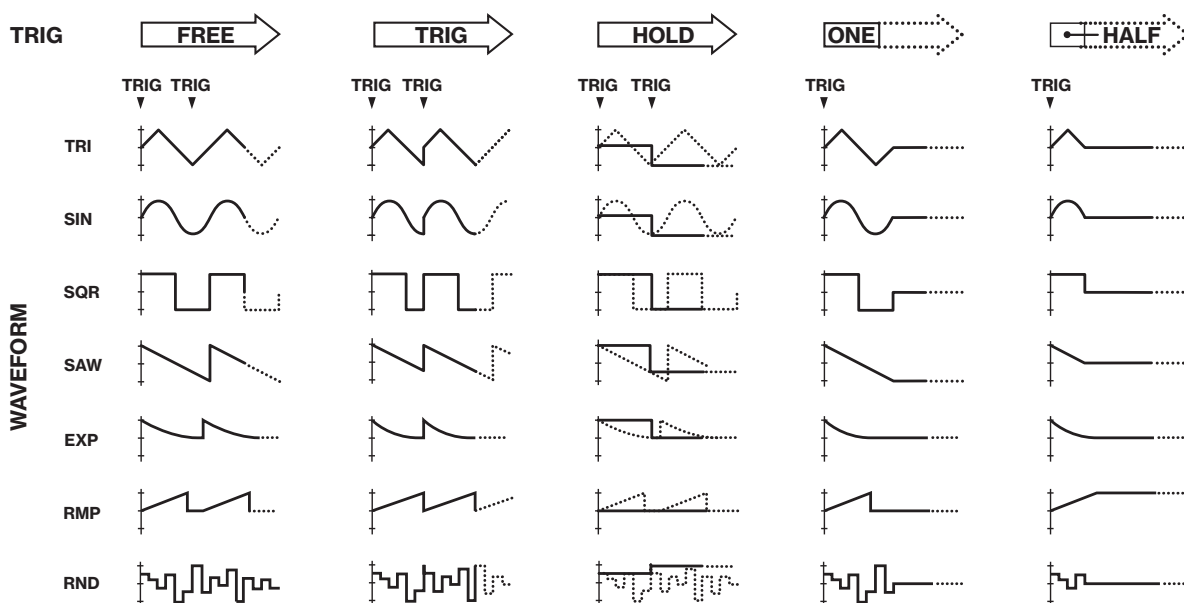 TRIG FREE TRIG HOLD ONE HALF
TRIG TRIG TRIG TRIG TRIG TRIG TRIG TRIG
WAVEFORM
TRI
SIN
SQR
SAW
EXP
RMP
RND